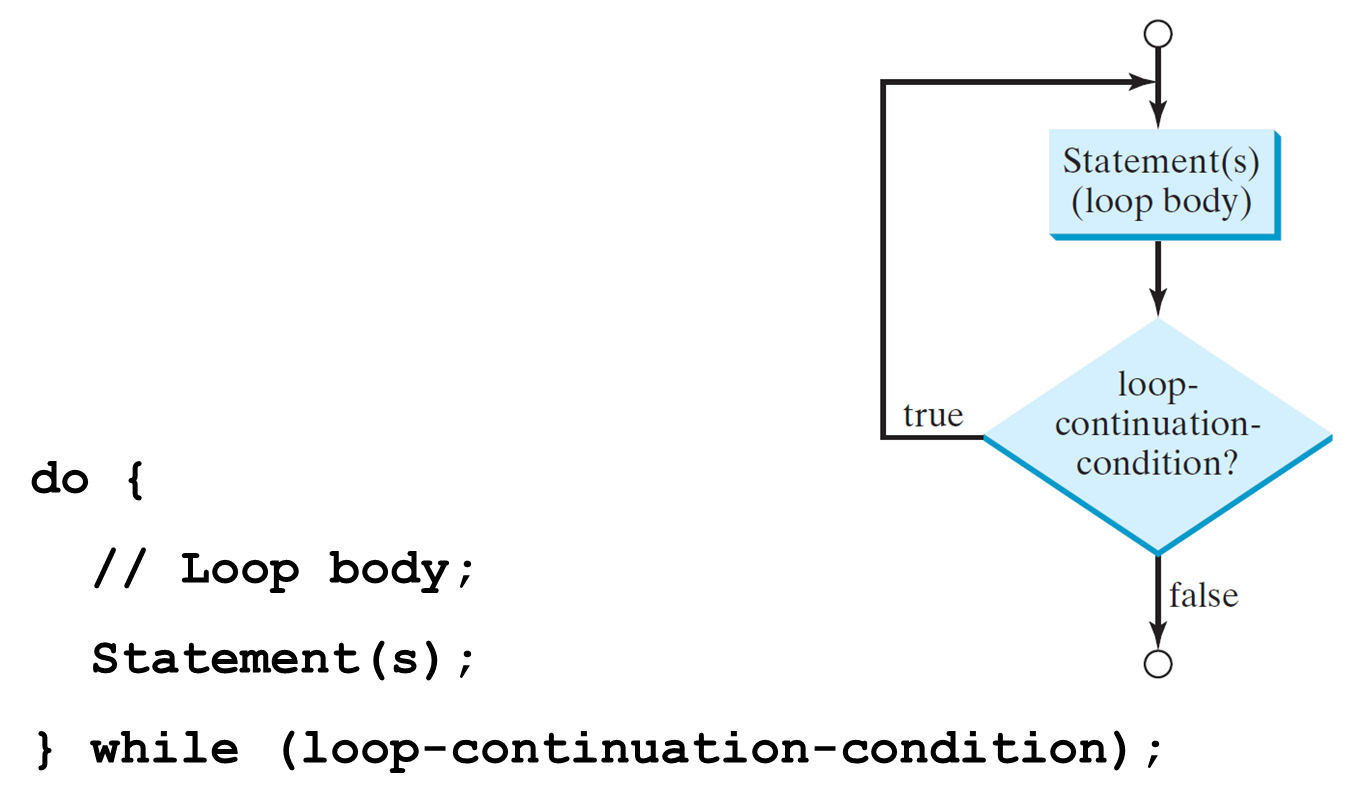 Statement(s)
(loop body)
loop-
continuation-
condition?
true
false
do {
// Loop body;
Statement(s);
} while (loop-continuation-condition);